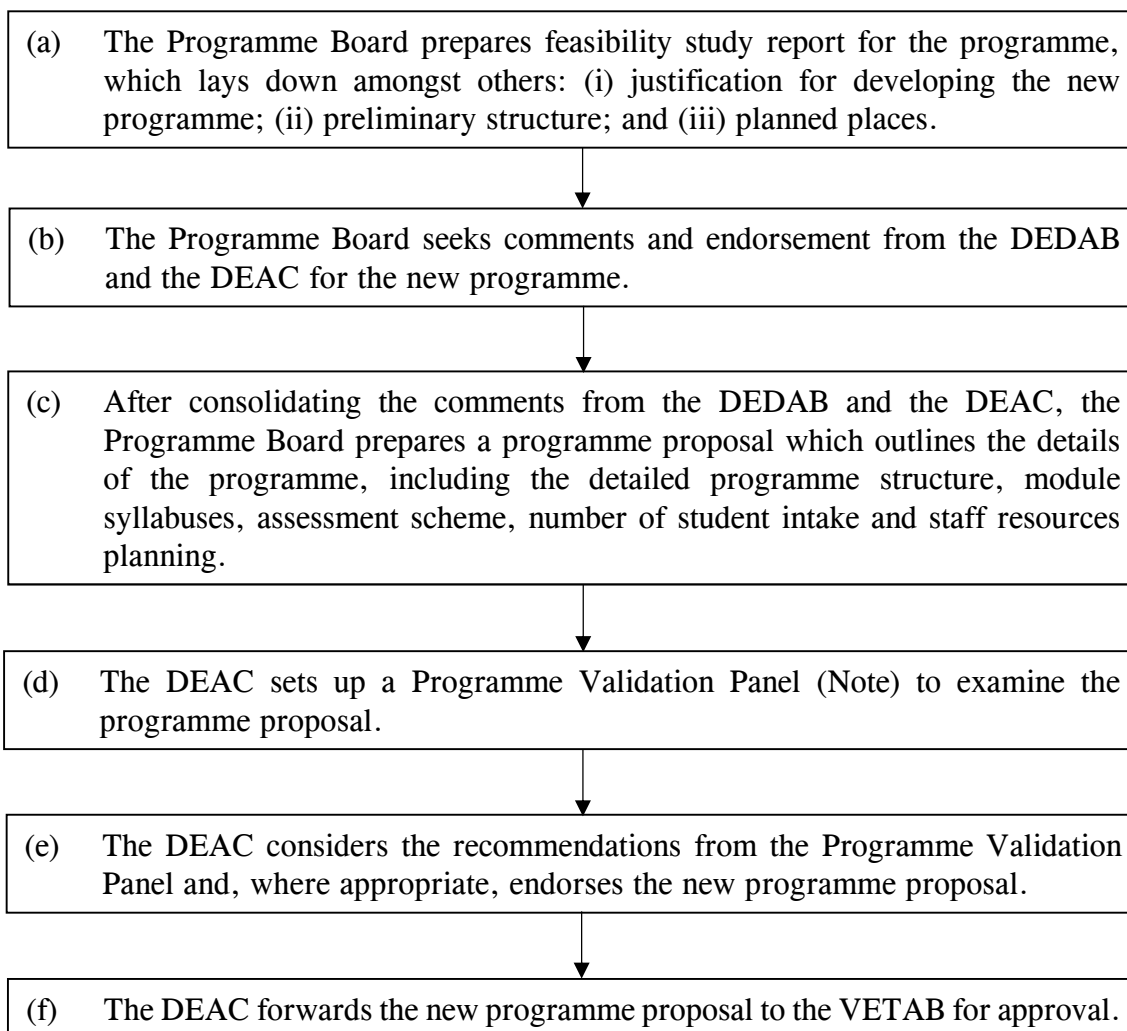 (a) The Programme Board prepares feasibility study report for the programme,
which lays down amongst others: (i) justification for developing the new
programme; (ii) preliminary structure; and (iii) planned places.
(b) The Programme Board seeks comments and endorsement from the DEDAB
and the DEAC for the new programme.
(c) After consolidating the comments from the DEDAB and the DEAC, the
Programme Board prepares a programme proposal which outlines the details
of the programme, including the detailed programme structure, module
syllabuses, assessment scheme, number of student intake and staff resources
planning.
(d) The DEAC sets up a Programme Validation Panel (Note) to examine the
programme proposal.
(e) The DEAC considers the recommendations from the Programme Validation
Panel and, where appropriate, endorses the new programme proposal.
(f) The DEAC forwards the new programme proposal to the VETAB for approval.